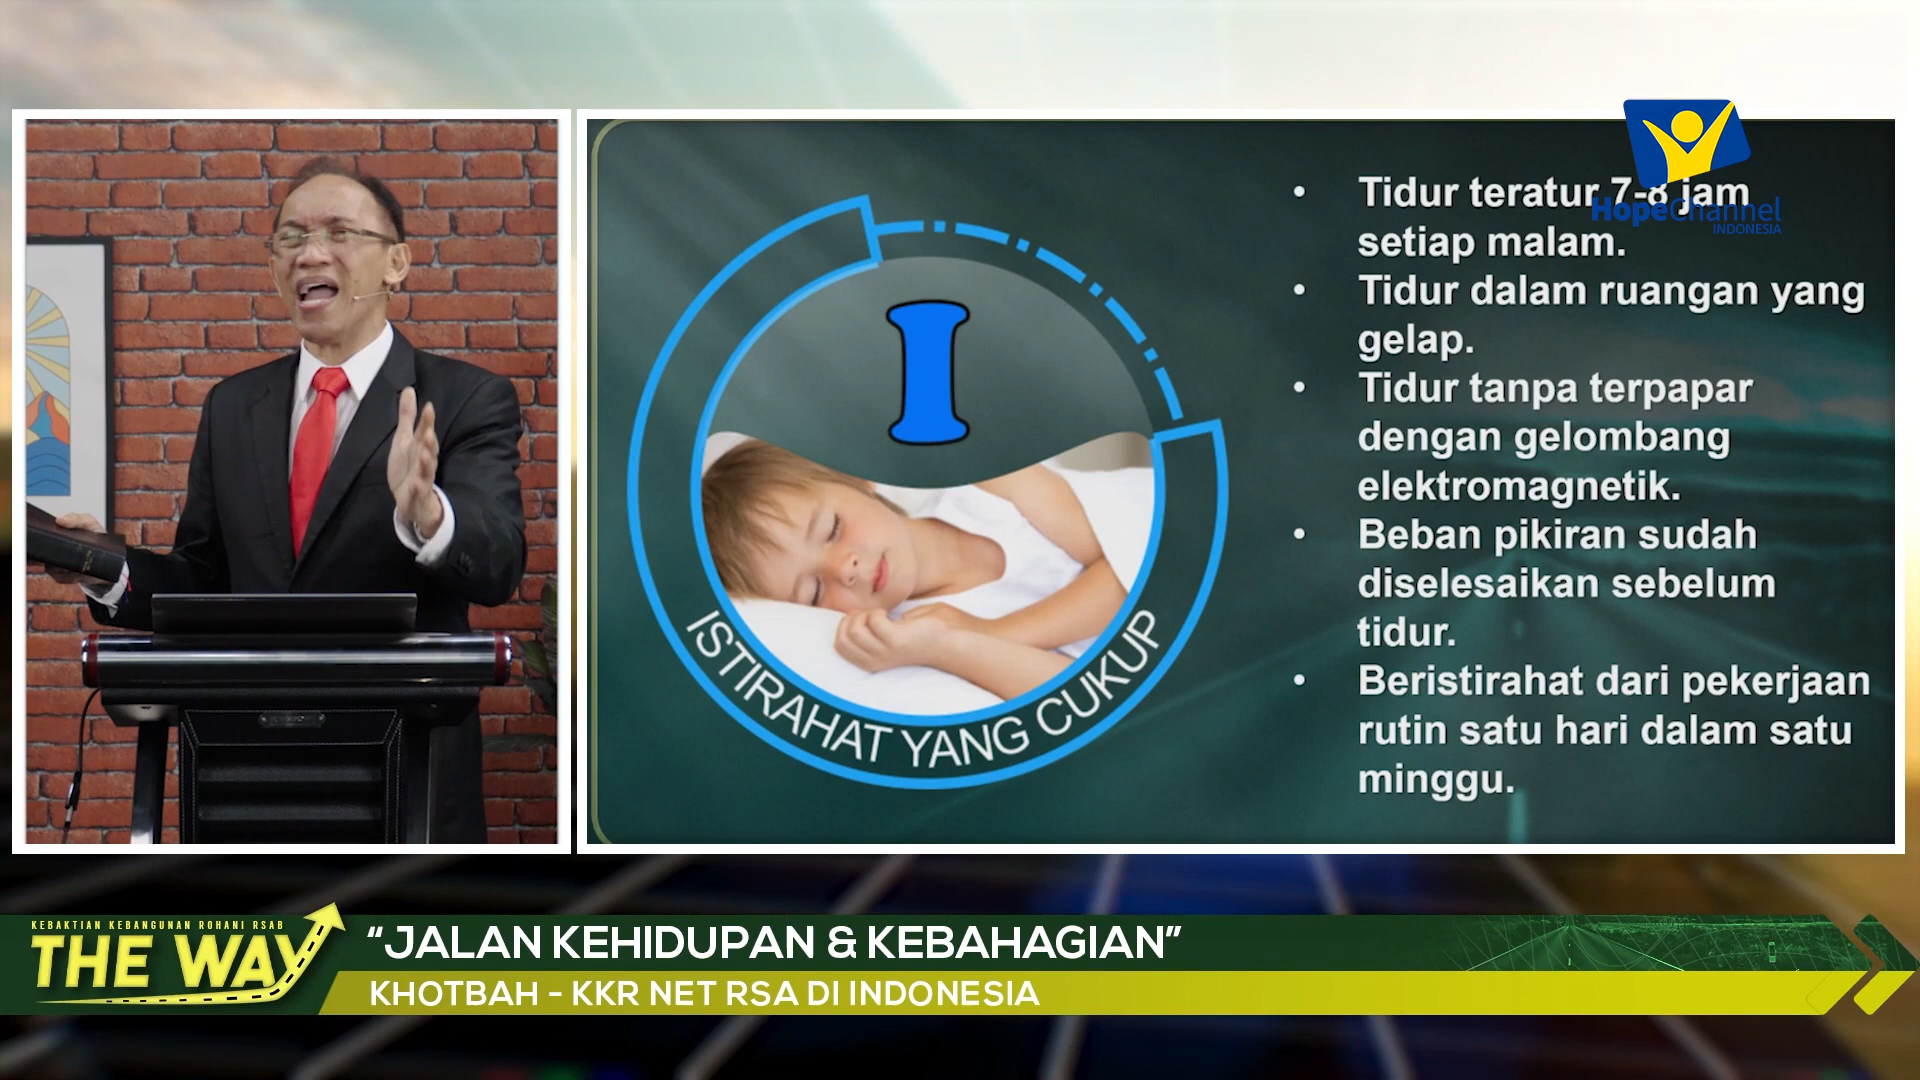 HopeChannel
INDONESIA
I
ISTIRAHAT YANG CUKUP
• Tidur teratur 7-8 jam
setiap malam.
• Tidur dalam ruangan yang
gelap.
• Tidur tanpa terpapar
dengan gelombang
elektromagnetik.
• Beban pikiran sudah
diselesaikan sebelum
tidur.
• Beristirahat dari pekerjaan
rutin satu hari dalam satu
minggu.
KEBAKTIAN KEBANGUNAN ROHANI RSAB
THE WAY
“JALAN KEHIDUPAN & KEBAHAGIAN”
KHOTBAH - KKR NET RSA DI INDONESIA